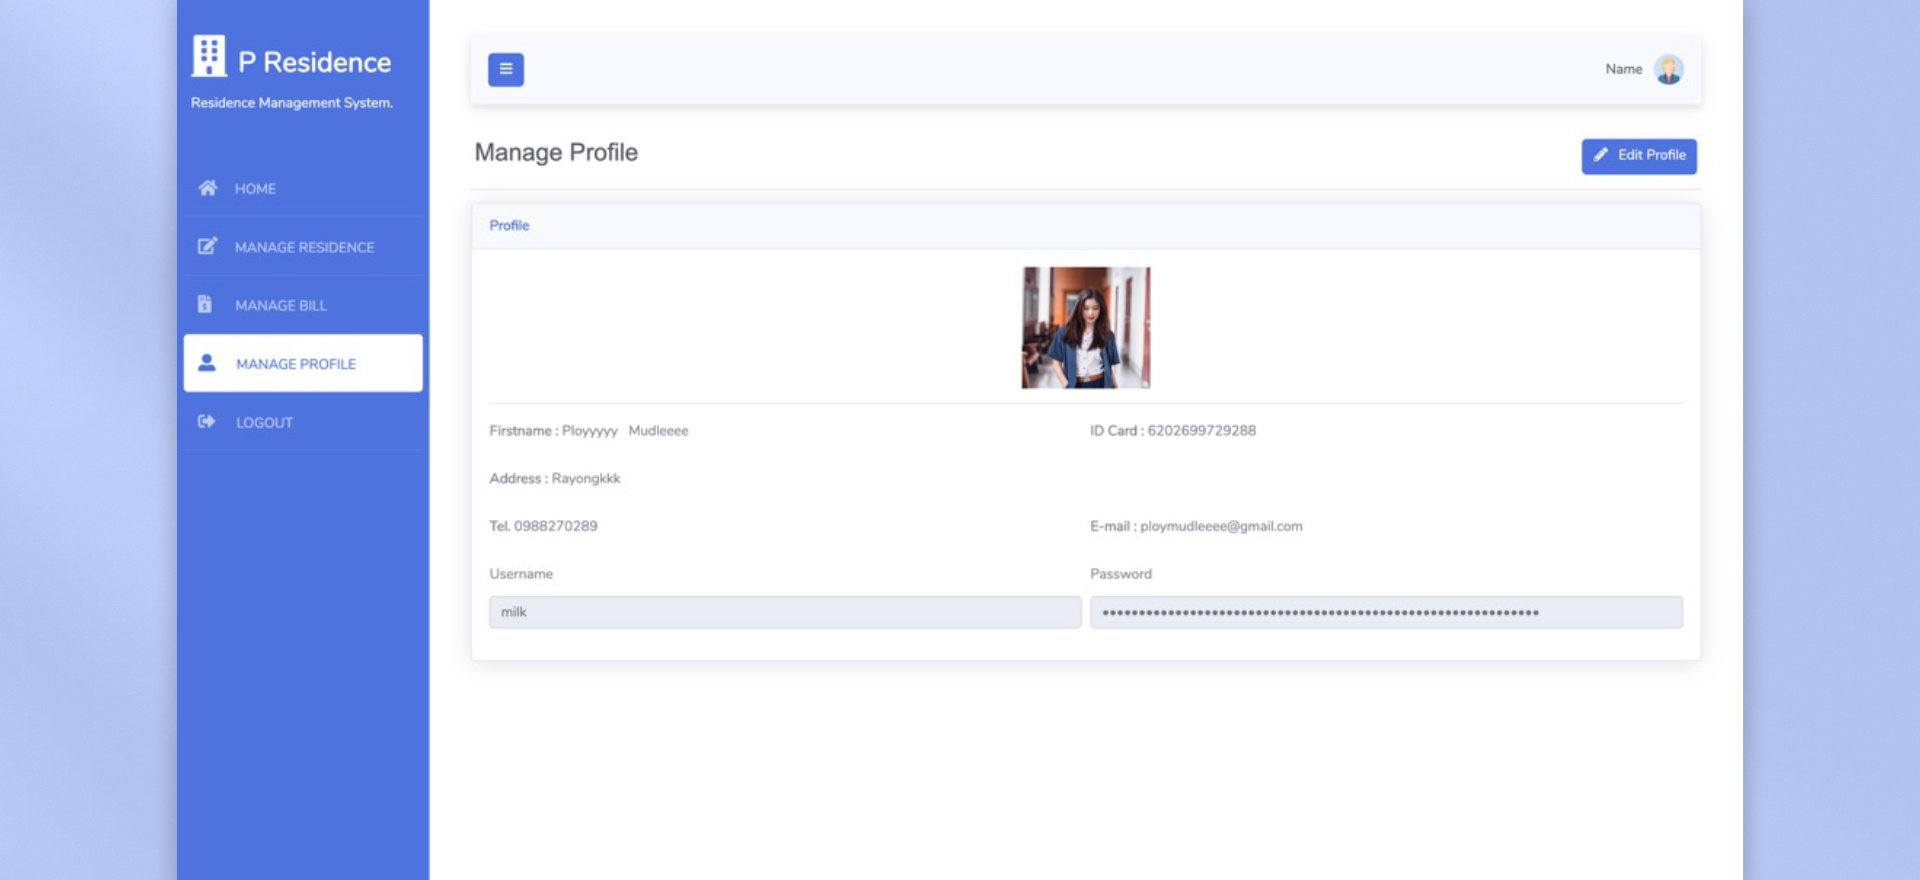 P Residence
Residence Management System.
HOME
MANAGE RESIDENCE
MANAGE BILL
MANAGE PROFILE
LOGOUT
Name
Manage Profile
Edit Profile
Profile
Firstname : Ployyyyy Mudleeee
ID Card : 6202699729288
Address : Rayongkkk
Tel. 0988270289
E-mail : ploymudleeee@gmail.com
Username
Password
milk